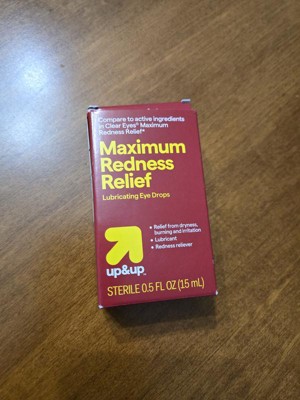 Compare to active ingredients
in Clear Eyes® Maximum
Redness Relief*
Maximum
Redness
Relief
Lubricating Eye Drops
• Relief from dryness,
burning and irritation
• Lubricant
• Redness reliever
up&up™
STERILE 0.5 FL OZ (15 mL)